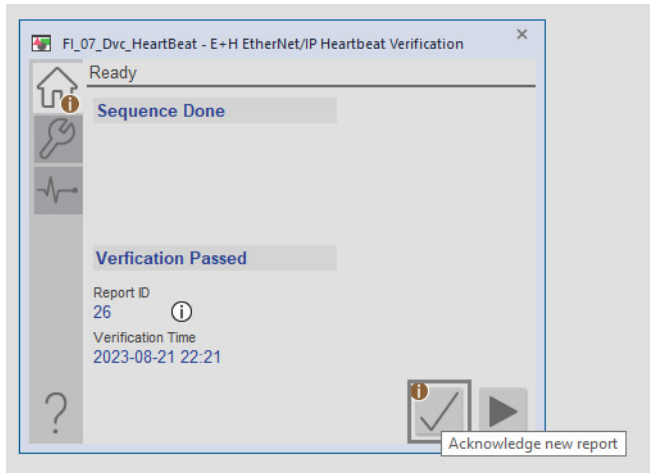 FI_07_Dvc_HeartBeat - E+H EtherNet/IP Heartbeat Verification
Ready
Sequence Done
Verfication Passed
Report ID
26
Verification Time
2023-08-21 22:21
Acknowledge new report